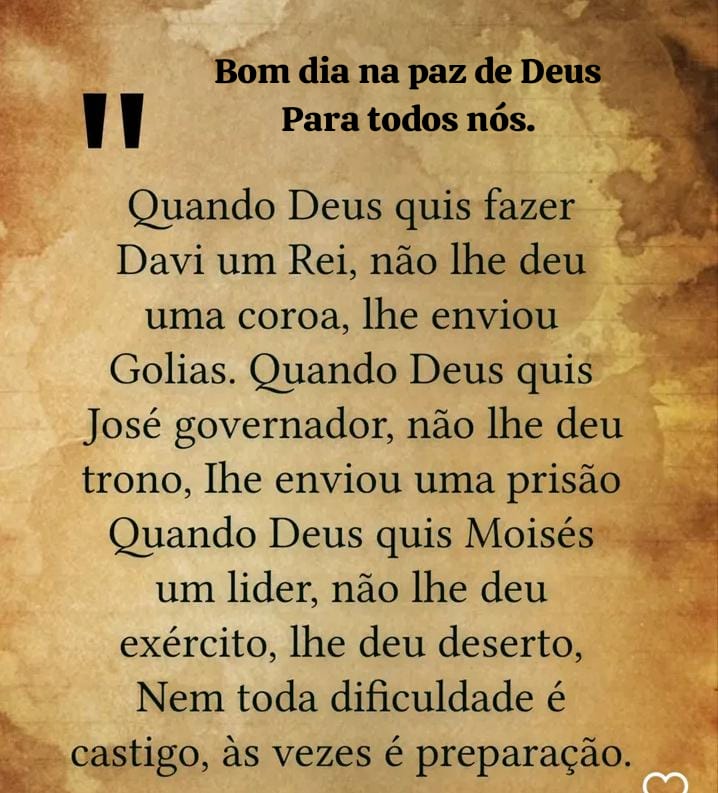 Bom dia na paz de Deus
Para todos nós.
"
Quando Deus quis fazer
Davi um Rei, não lhe deu
uma coroa, lhe enviou
Golias. Quando Deus quis
José governador, não lhe deu
trono, Ihe enviou uma prisão
Quando Deus quis Moisés
um lider, não lhe deu
exército, lhe deu deserto,
Nem toda dificuldade é
castigo, às vezes é preparação.